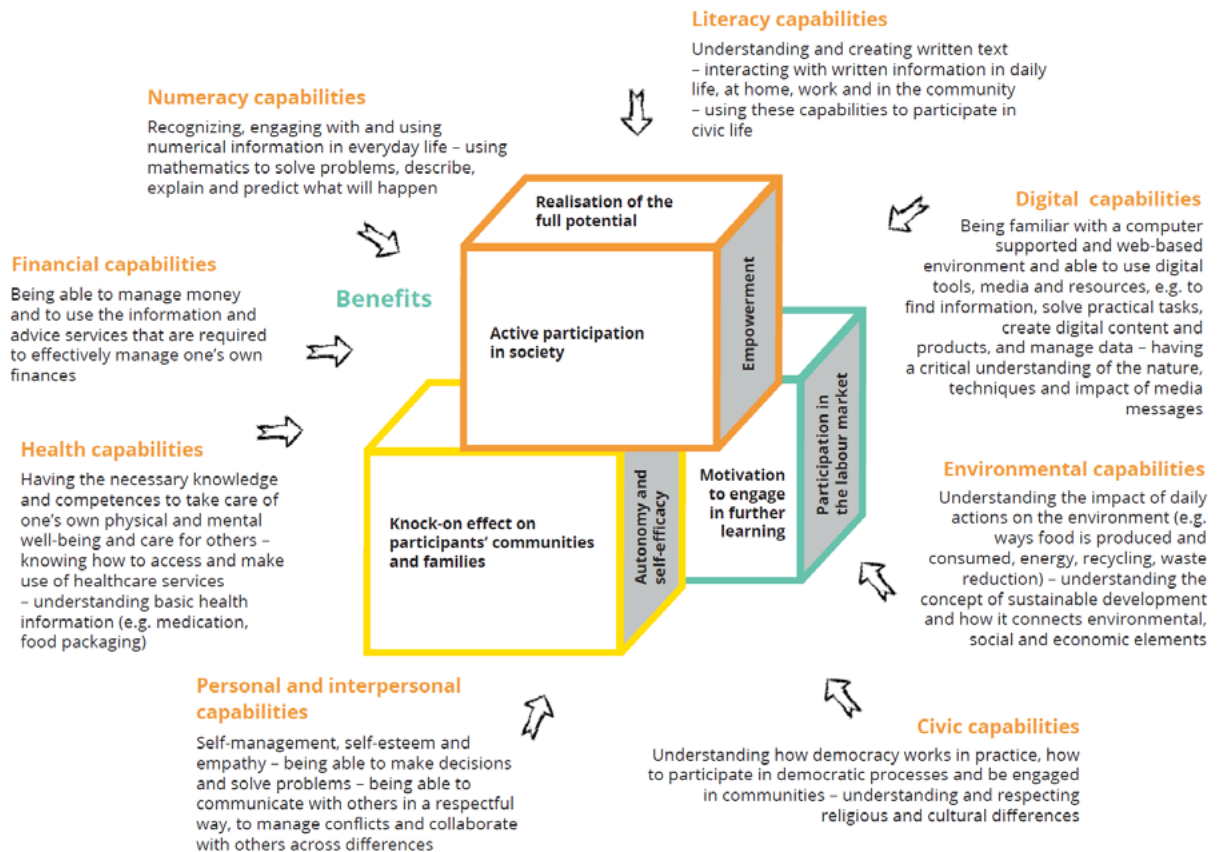 Literacy capabilities
Understanding and creating written text
– interacting with written information in daily
life, at home, work and in the community
– using these capabilities to participate in
civic life
Numeracy capabilities
Recognizing, engaging with and using
numerical information in everyday life – using
mathematics to solve problems, describe,
explain and predict what will happen
Digital capabilities
Being familiar with a computer
supported and web-based
environment and able to use digital
tools, media and resources, e.g. to
find information, solve practical tasks,
create digital content and
products, and manage data – having
a critical understanding of the nature,
techniques and impact of media
messages
Financial capabilities
Being able to manage money
and to use the information and
advice services that are required
to effectively manage one's own
finances
Benefits
Realisation of the
full potential
Active participation
in society
Empowerment
Knock-on effect on
participants' communities
and families
Autonomy and
self-efficacy
Motivation
to engage
in further
learning
Participation in
the labour market
Health capabilities
Having the necessary knowledge
and competences to take care of
one's own physical and mental
well-being and care for others –
knowing how to access and make
use of healthcare services
– understanding basic health
information (e.g. medication,
food packaging)
Environmental capabilities
Understanding the impact of daily
actions on the environment (e.g.
ways food is produced and
consumed, energy, recycling, waste
reduction) – understanding the
concept of sustainable development
and how it connects environmental,
social and economic elements
Personal and interpersonal
capabilities
Self-management, self-esteem and
empathy – being able to make decisions
and solve problems – being able to
communicate with others in a respectful
way, to manage conflicts and collaborate
with others across differences
Civic capabilities
Understanding how democracy works in practice, how
to participate in democratic processes and be engaged
in communities – understanding and respecting
religious and cultural differences